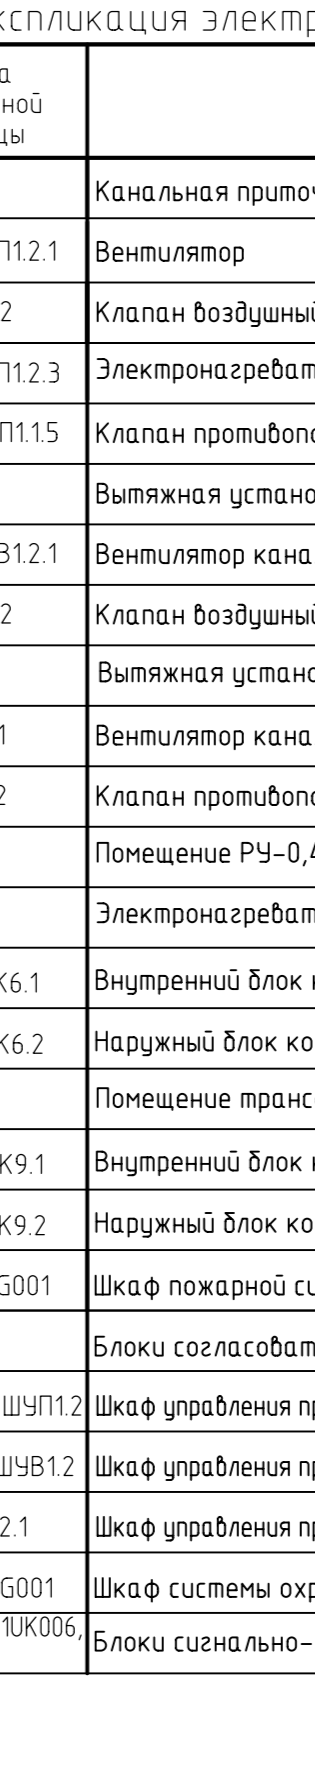 кспликация электр
а
ной
цы
Канальная приточ
П1.2.1 Вентилятор
2 Клапан воздушный
П1.2.3 Электронагреват
П1.1.5 Клапан противопо
Вытяжная устано
В1.2.1 Вентилятор кана
2 Клапан воздушный
Вытяжная устано
1 Вентилятор кана
2 Клапан противопо
Помещение РУ-0,4
Электронагреват
К6.1 Внутренний блок к
К6.2 Наружный блок ко
Помещение трансф
К9.1 Внутренний блок к
К9.2 Наружный блок ко
G001 Шкаф пожарной си
Блоки согласоват
ШУП1.2 Шкаф управления пр
ШУВ1.2 Шкаф управления пр
2.1 Шкаф управления пр
G001 Шкаф системы охр
1UK006, Блоки сигнально-